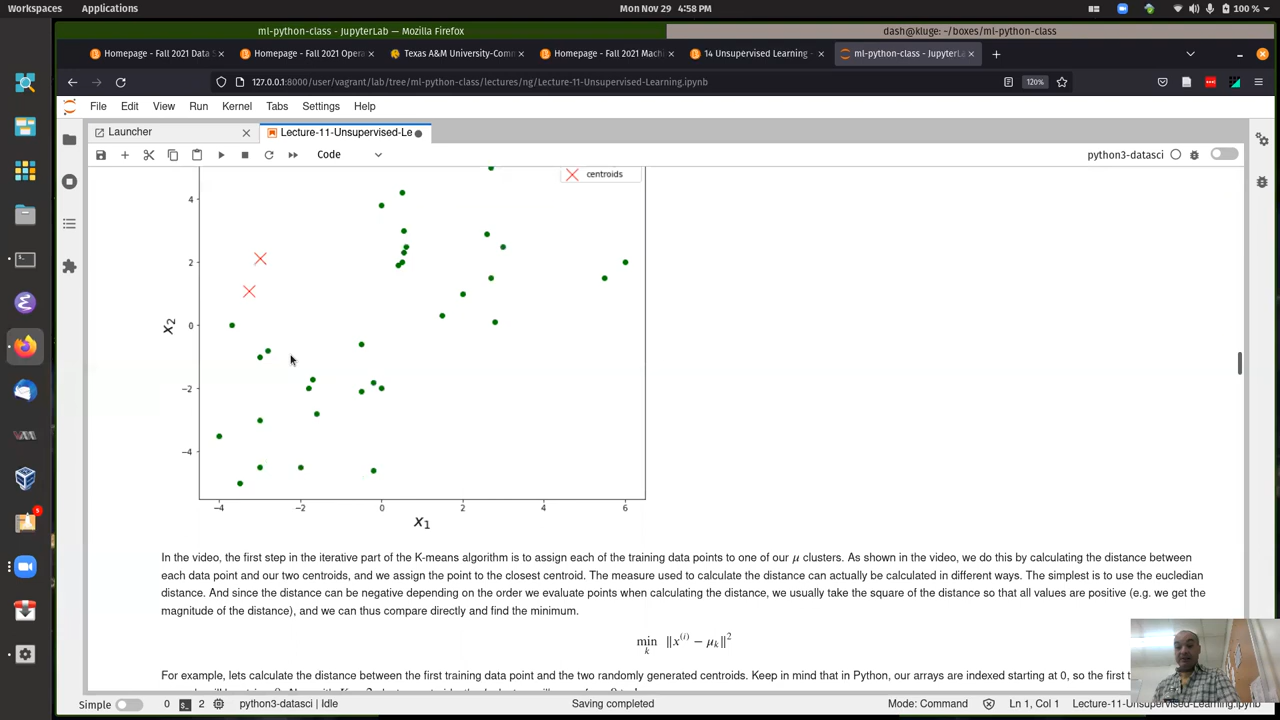 Workspaces Applications Mon Nov 29 4:58 PM 100 %
ml-python-class - JupyterLab — Mozilla Firefox dash@kluge: ~/boxes/ml-python-class
Homepage - Fall 2021 Data S Homepage - Fall 2021 Opera Texas A&M University-Com Homepage - Fall 2021 Machi 14 Unsupervised Learning - ml-python-class - JupyterL
127.0.0.1:8000/user/vagrant/lab/tree/ml-python-class/lectures/ng/Lecture-11-Unsupervised-Learning.ipynb 120%
File Edit View Run Kernel Tabs Settings Help
Launcher Lecture-11-Unsupervised-Le
Code python3-datasci
centroids
4
2
0
−2
−4
x2
−4 −2 0 2 4 6
x1
In the video, the first step in the iterative part of the K-means algorithm is to assign each of the training data points to one of our μ clusters. As shown in the video, we do this by calculating the distance between
each data point and our two centroids, and we assign the point to the closest centroid. The measure used to calculate the distance can actually be calculated in different ways. The simplest is to use the eucledian
distance. And since the distance can be negative depending on the order we evaluate points when calculating the distance, we usually take the square of the distance so that all values are positive (e.g. we get the
magnitude of the distance), and we can thus compare directly and find the minimum.
min k ‖x(i) − μk‖2
For example, lets calculate the distance between the first training data point and the two randomly generated centroids. Keep in mind that in Python, our arrays are indexed starting at 0, so the first t
Simple 0 2 python3-datasci | Idle Saving completed Mode: Command Ln 1, Col 1 Lecture-11-Unsupervised-Learning.ipynb